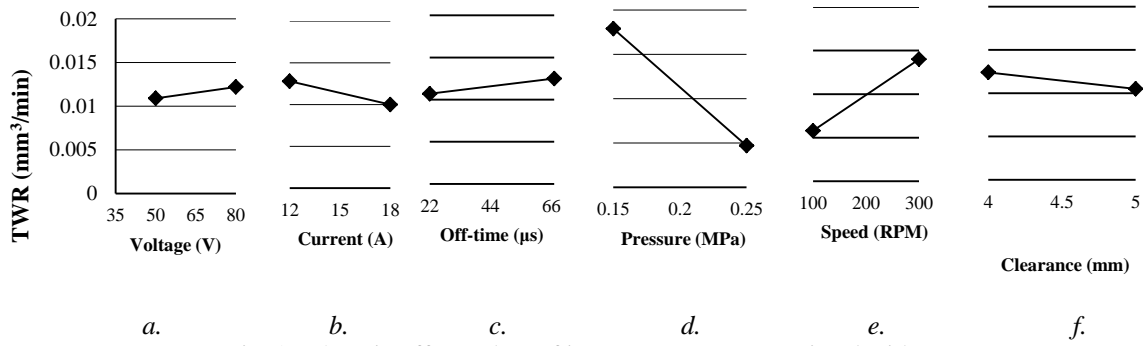 TWR (mm³/min)
0.02
0.015
0.01
0.005
0
35 50 65 80
12 15 18
22 44 66
0.15 0.2 0.25
100 200 300
4 4.5 5
Voltage (V)
Current (A)
Off-time (µs)
Pressure (MPa)
Speed (RPM)
Clearance (mm)
a. b. c. d. e. f.